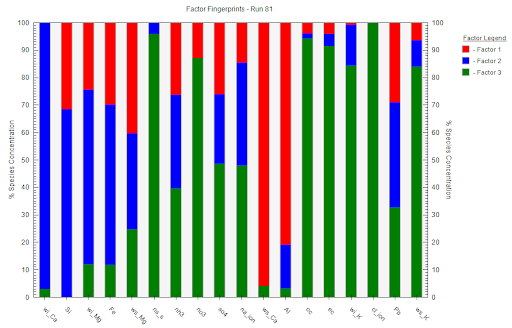 Factor Fingerprints - Run 81
Factor Legend
- Factor 1
- Factor 2
- Factor 3
% Species Concentration
100
90
80
70
60
50
40
30
20
10
0
100
90
80
70
60
50
40
30
20
10
0
% Species Concentration
wi_Ca
Si
wi_Mg
Fe
ws_Mg
na_s
nh3
no3
so4
na_ion
ws_Ca
Al
oc
ec
wi_K
cl_ion
Pb
ws_K